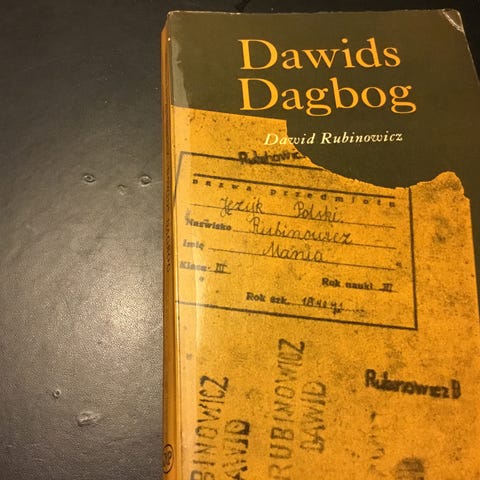 Dawids
Dagbog
Dawid Rubinowicz
Rubinowicz
nazwa przedmiotu
Język Polski
Nazwisko Rubinowicz
Imię Mania
Klasa III
Rok nauki III
Rok szk.
Rubinowicz D
RUBINOWICZ
DAWID
RUBINOWICZ
DAWID